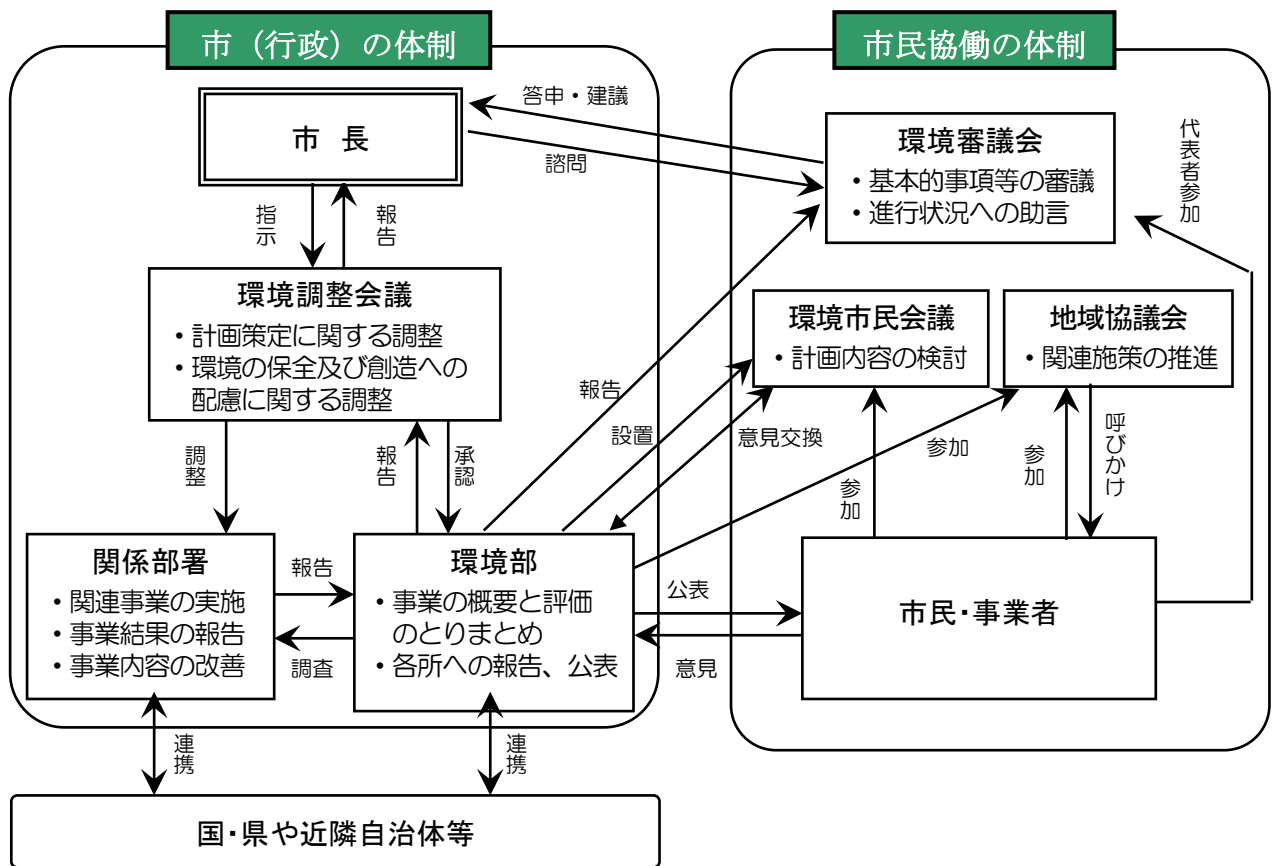 市（行政）の体制
市民協働の体制
市 長
答申・建議
諮問
環境審議会
・基本的事項等の審議
・進行状況への助言
代表者参加
指示
報告
環境調整会議
・計画策定に関する調整
・環境の保全及び創造への
配慮に関する調整
環境市民会議
・計画内容の検討
地域協議会
・関連施策の推進
報告
設置
意見交換
参加
参加
参加
呼びかけ
調整
報告
承認
関係部署
・関連事業の実施
・事業結果の報告
・事業内容の改善
報告
調査
環境部
・事業の概要と評価
のとりまとめ
・各所への報告、公表
公表
意見
市民・事業者
連携
連携
国・県や近隣自治体等